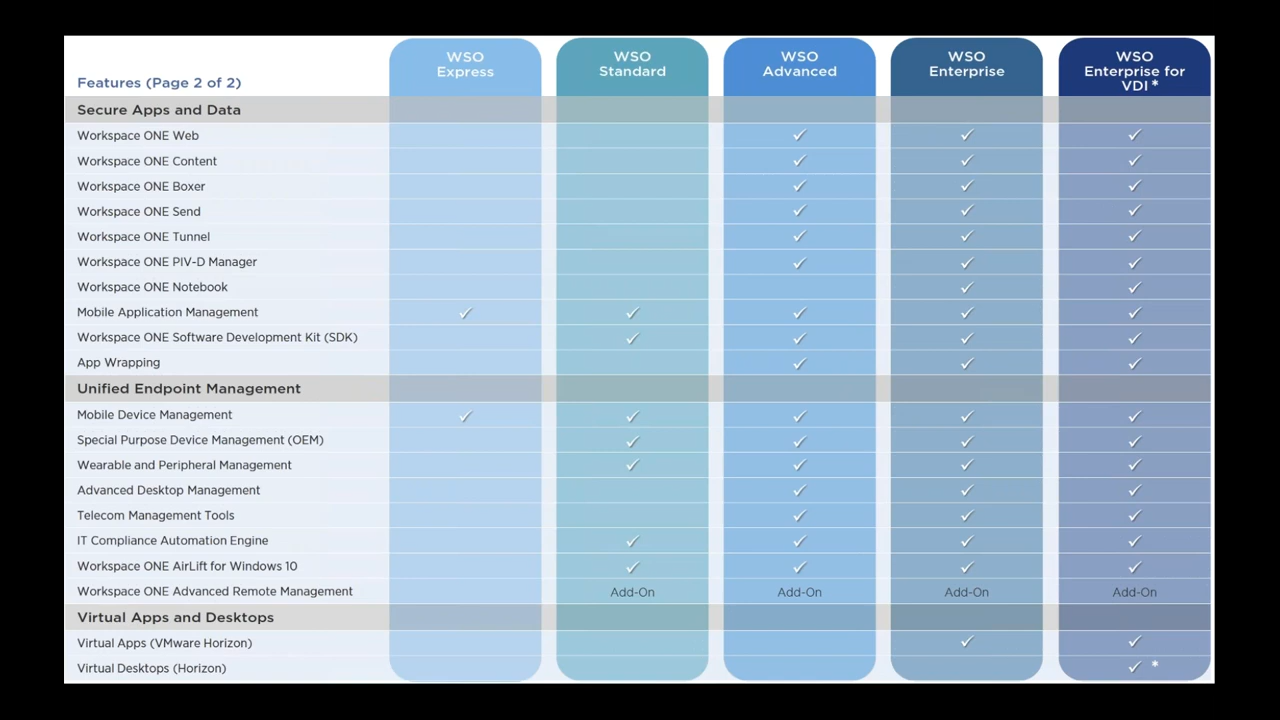 WSO
Express
WSO
Standard
WSO
Advanced
WSO
Enterprise
WSO
Enterprise for
VDI *
Features (Page 2 of 2)
Secure Apps and Data
Workspace ONE Web ✓ ✓ ✓
Workspace ONE Content ✓ ✓ ✓
Workspace ONE Boxer ✓ ✓ ✓
Workspace ONE Send ✓ ✓ ✓
Workspace ONE Tunnel ✓ ✓ ✓
Workspace ONE PIV-D Manager ✓ ✓ ✓
Workspace ONE Notebook ✓ ✓
Mobile Application Management ✓ ✓ ✓ ✓ ✓
Workspace ONE Software Development Kit (SDK) ✓ ✓ ✓ ✓
App Wrapping ✓ ✓ ✓
Unified Endpoint Management
Mobile Device Management ✓ ✓ ✓ ✓ ✓
Special Purpose Device Management (OEM) ✓ ✓ ✓ ✓
Wearable and Peripheral Management ✓ ✓ ✓ ✓
Advanced Desktop Management ✓ ✓ ✓
Telecom Management Tools ✓ ✓ ✓
IT Compliance Automation Engine ✓ ✓ ✓ ✓
Workspace ONE AirLift for Windows 10 ✓ ✓ ✓ ✓
Workspace ONE Advanced Remote Management Add-On Add-On Add-On Add-On
Virtual Apps and Desktops
Virtual Apps (VMware Horizon) ✓ ✓
Virtual Desktops (Horizon) ✓ *